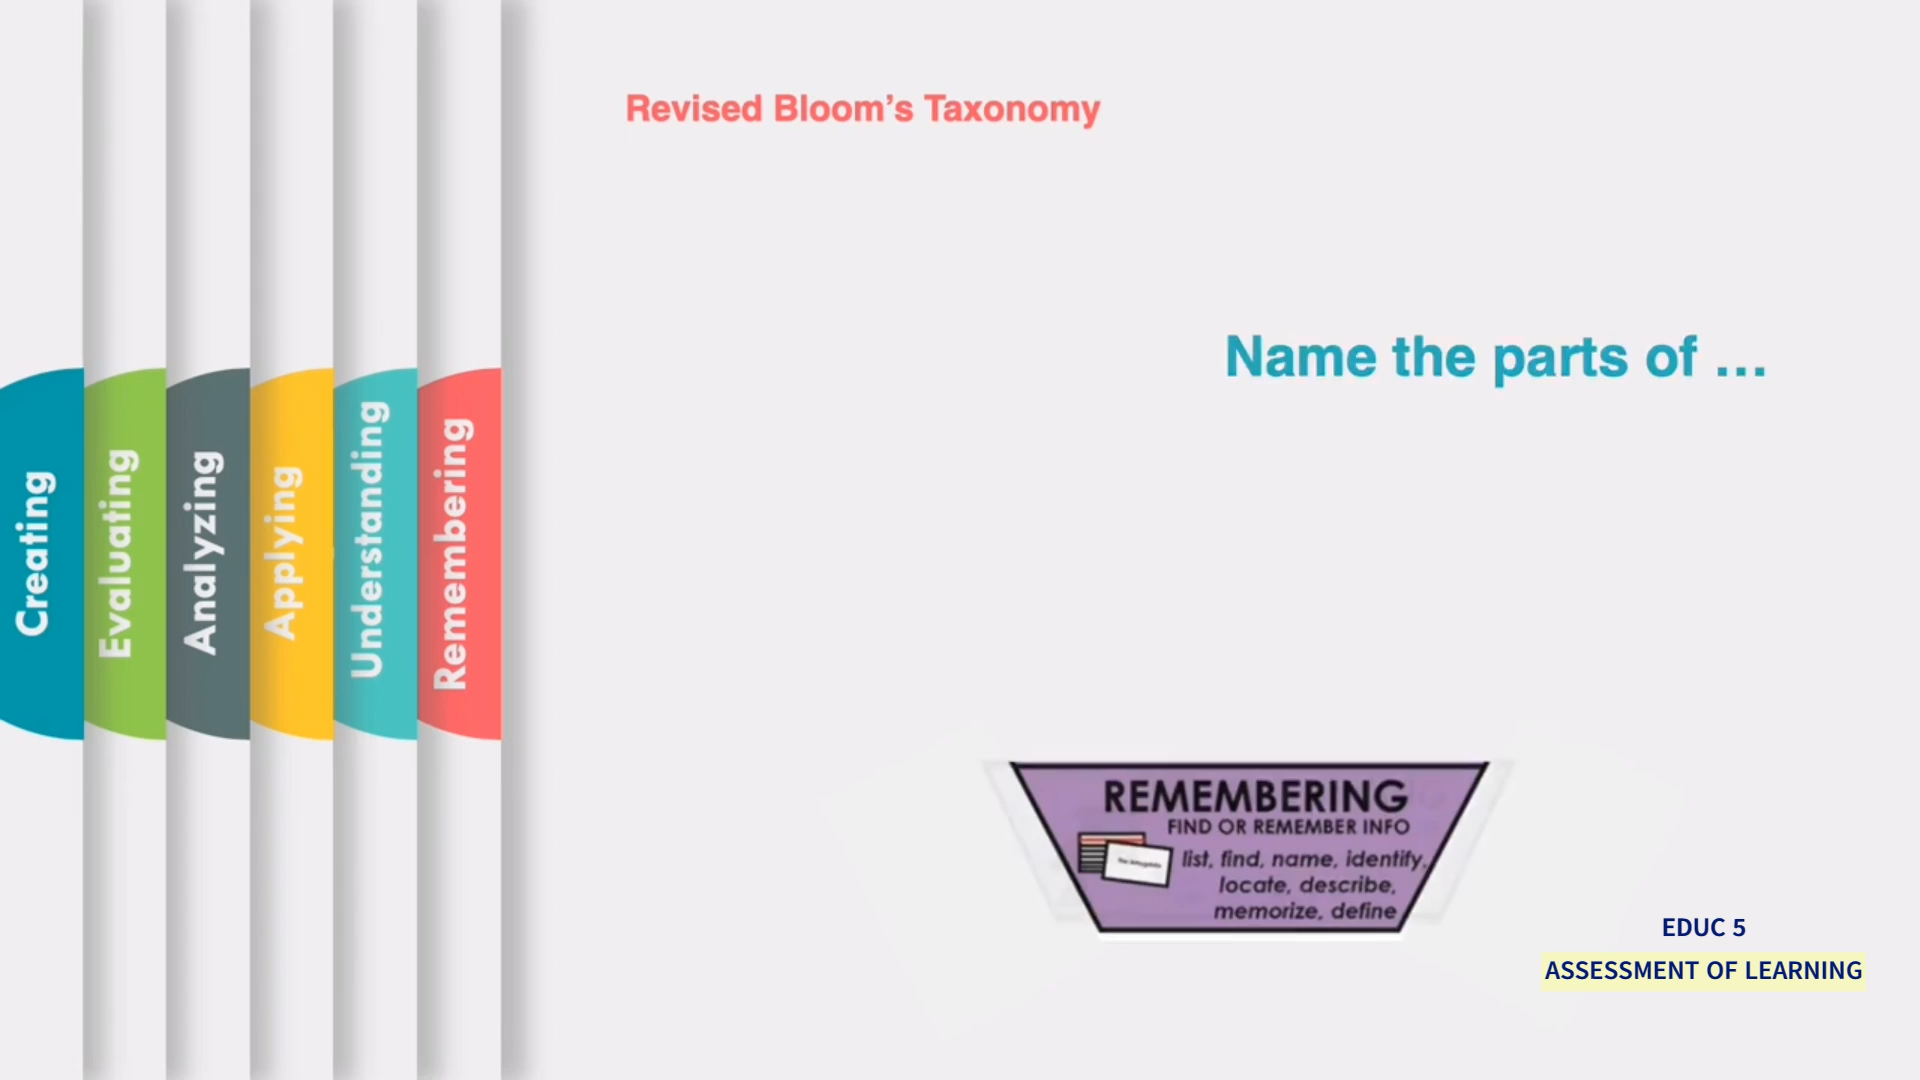 Revised Bloom’s Taxonomy
Name the parts of ...
Creating
Evaluating
Analyzing
Applying
Understanding
Remembering
REMEMBERING
FIND OR REMEMBER INFO
list, find, name, identify,
locate, describe,
memorize, define
EDUC 5
ASSESSMENT OF LEARNING